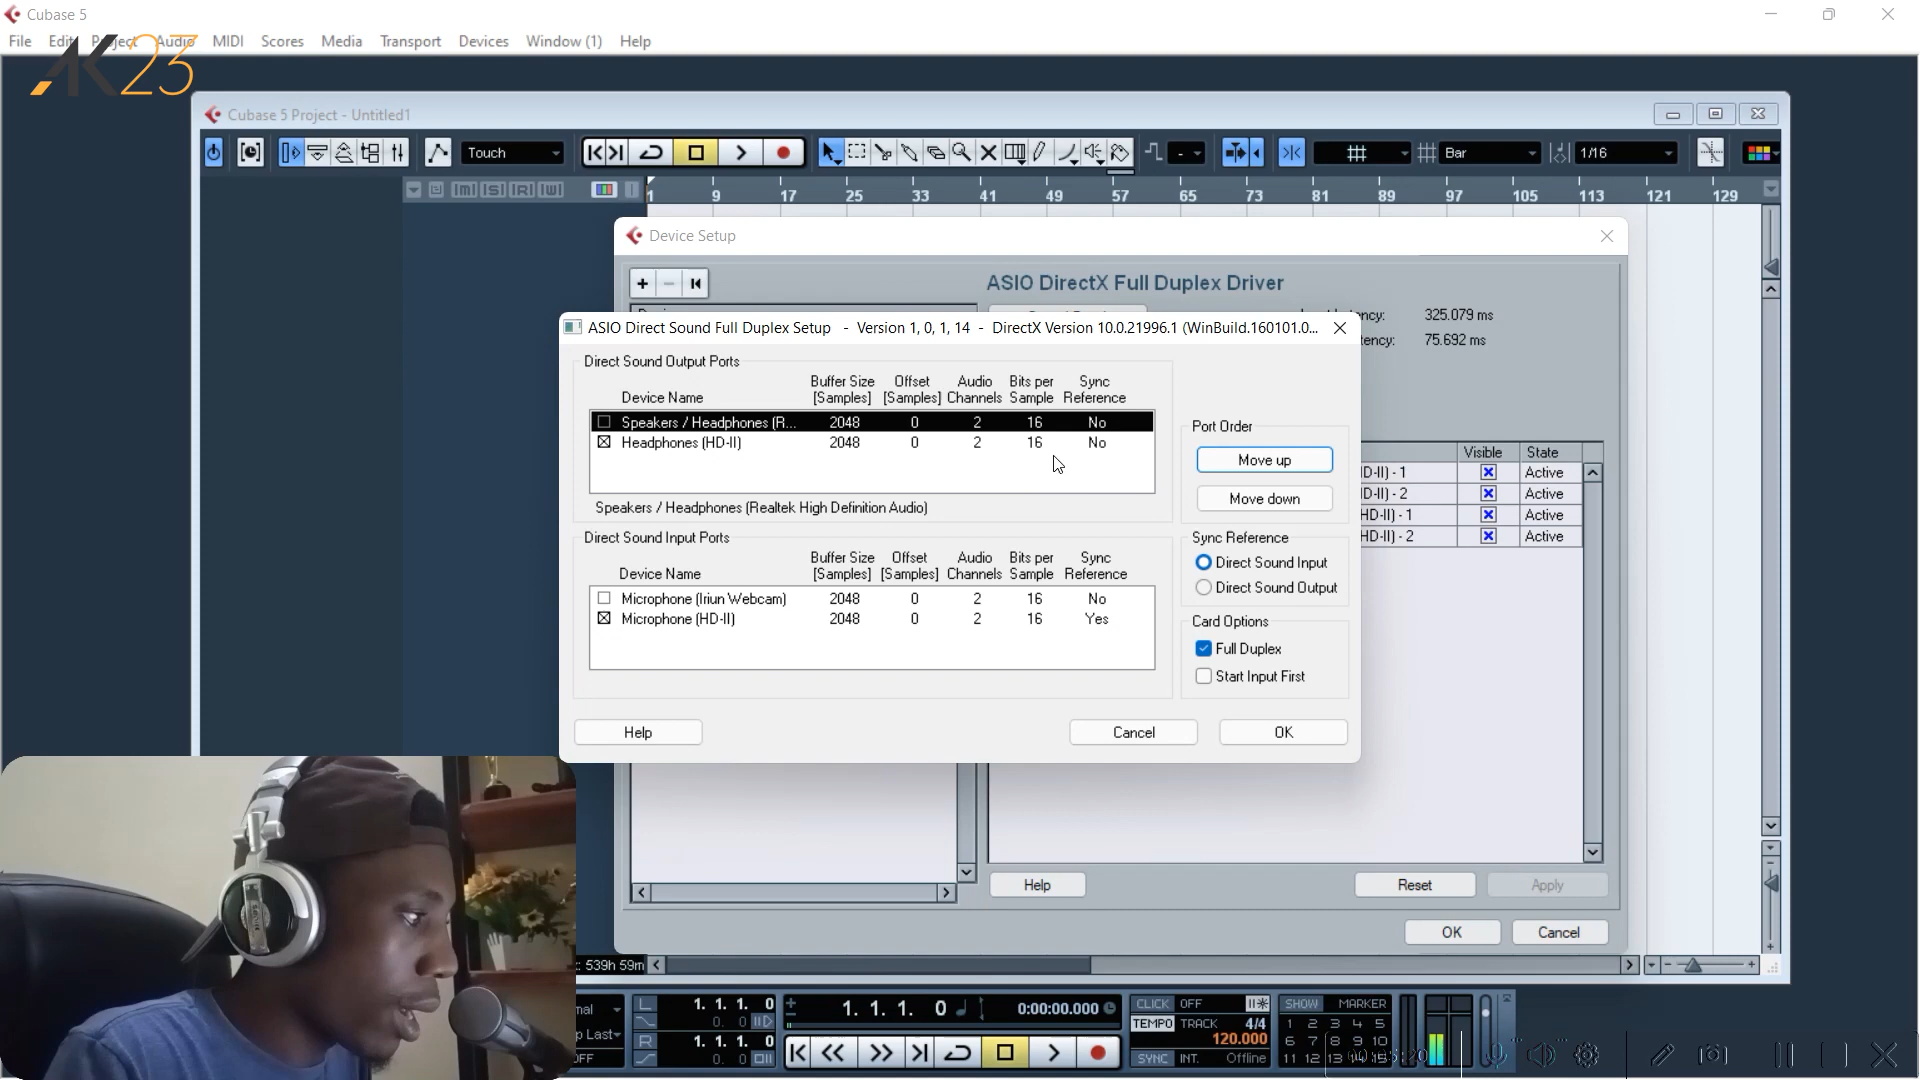 Cubase 5
File Edit Project Audio MIDI Scores Media Transport Devices Window (1) Help
AK23
Cubase 5 Project - Untitled1
Touch
- Bar 1/16
1 9 17 25 33 41 49 57 65 73 81 89 97 105 113 121 129
Device Setup
ASIO DirectX Full Duplex Driver
325.079 ms
75.692 ms
ASIO Direct Sound Full Duplex Setup - Version 1, 0, 1, 14 - DirectX Version 10.0.21996.1 (WinBuild.160101.0...
Direct Sound Output Ports
Device Name Buffer Size [Samples] Offset [Samples] Audio Channels Bits per Sample Sync Reference
Speakers / Headphones (R... 2048 0 2 16 No
Headphones (HD-II) 2048 0 2 16 No
Speakers / Headphones (Realtek High Definition Audio)
Direct Sound Input Ports
Device Name Buffer Size [Samples] Offset [Samples] Audio Channels Bits per Sample Sync Reference
Microphone (Iriun Webcam) 2048 0 2 16 No
Microphone (HD-II) 2048 0 2 16 Yes
Port Order
Move up
Move down
Sync Reference
Direct Sound Input
Direct Sound Output
Card Options
Full Duplex
Start Input First
Help Cancel OK
Visible State
D-II) - 1 Active
D-II) - 2 Active
HD-II) - 1 Active
HD-II) - 2 Active
Help Reset Apply
OK Cancel
: 539h 59m
L 1. 1. 1. 0
0. 0
R 1. 1. 1. 0
0. 0
1. 1. 1. 0 0:00:00.000
CLICK OFF
TEMPO TRACK 4/4
120.000
SYNC INT. Offline
SHOW MARKER
1 2 3 4 5
6 7 8 9 10
11 12 13 14 15